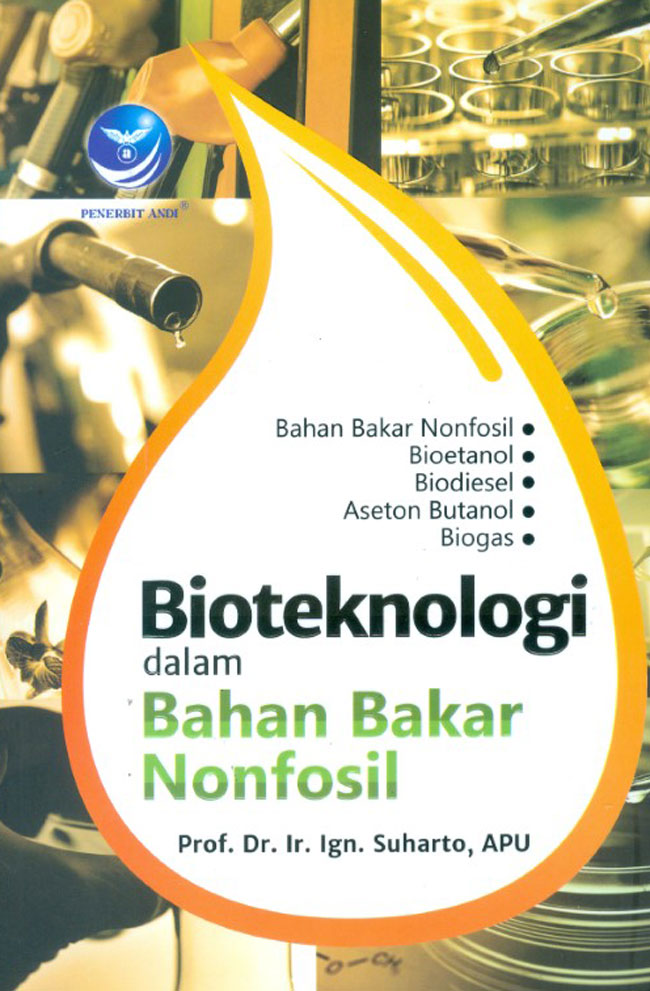 a
PENERBIT ANDI®
Bahan Bakar Nonfosil •
Bioetanol •
Biodiesel •
Aseton Butanol •
Biogas •
Bioteknologi
dalam
Bahan Bakar
Nonfosil
Prof. Dr. Ir. Ign. Suharto, APU
O-CH